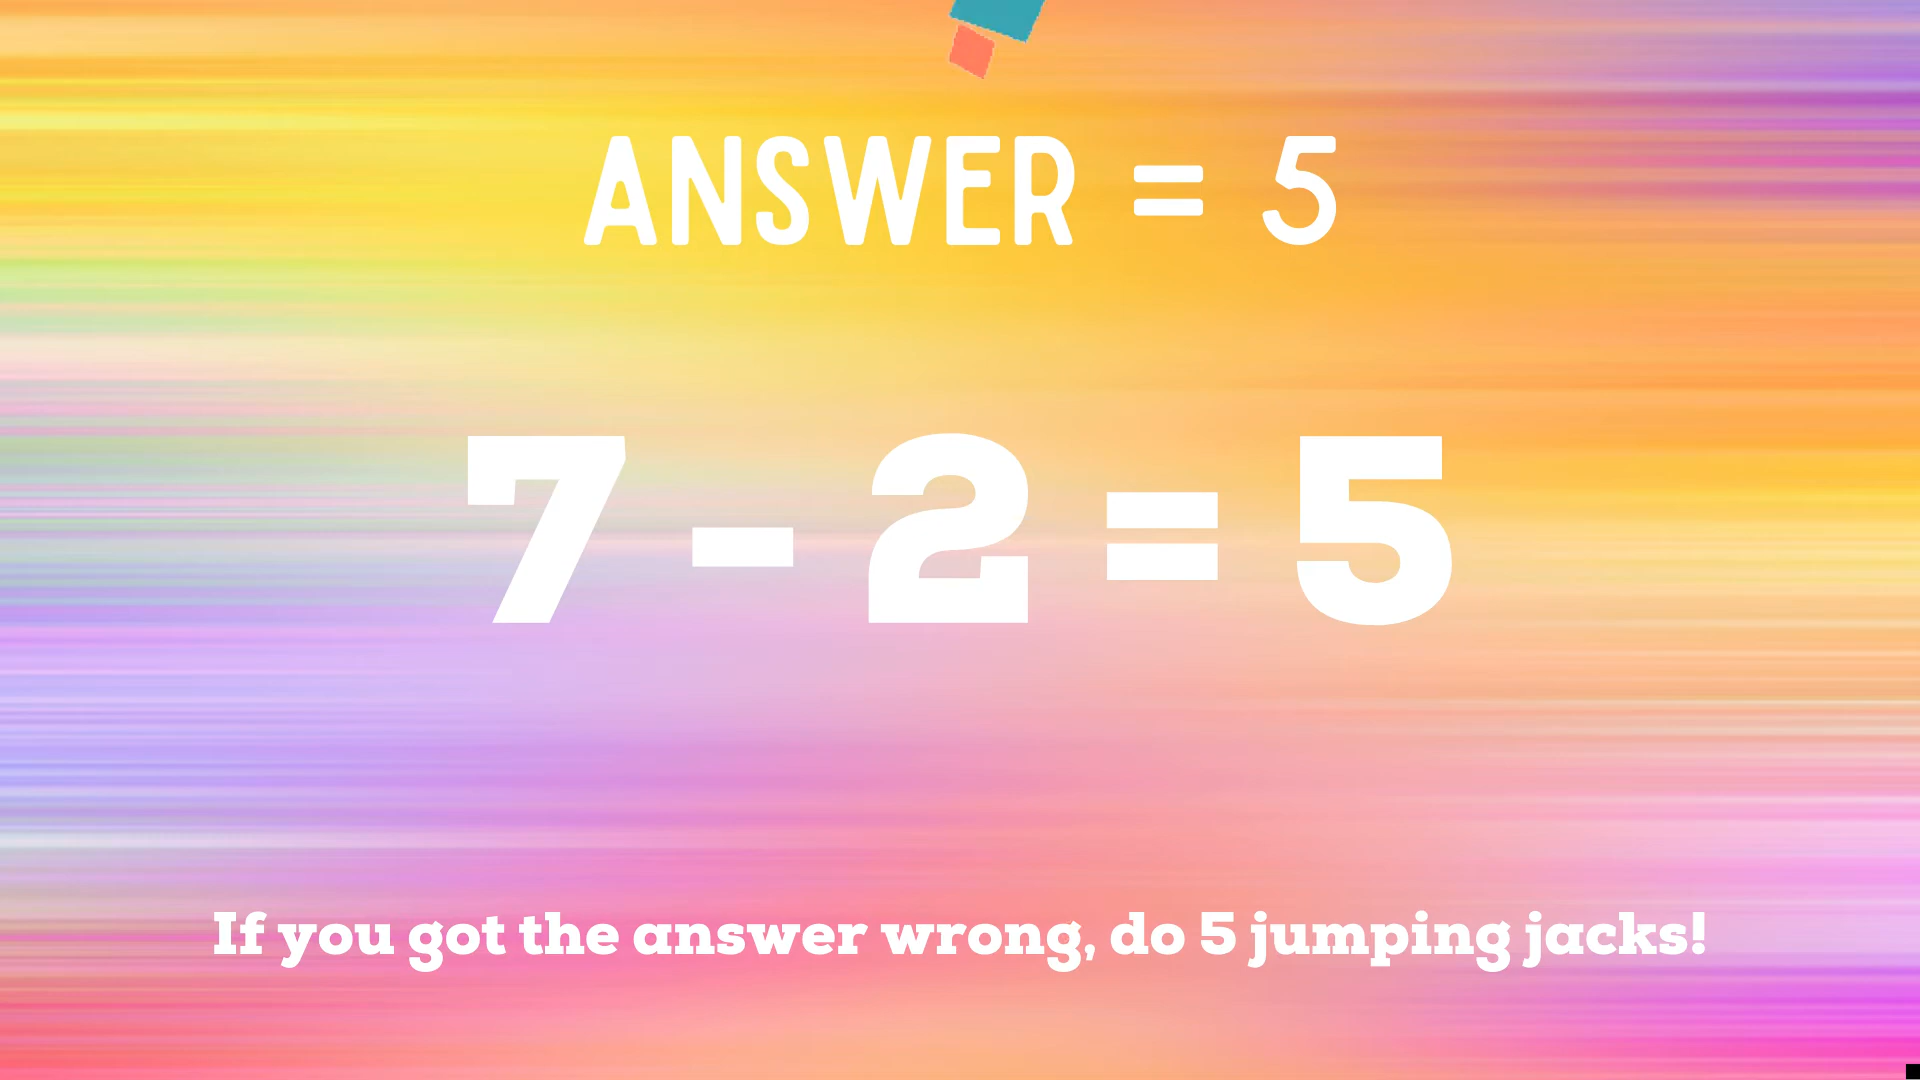 ANSWER = 5
7 - 2 = 5
If you got the answer wrong, do 5 jumping jacks!